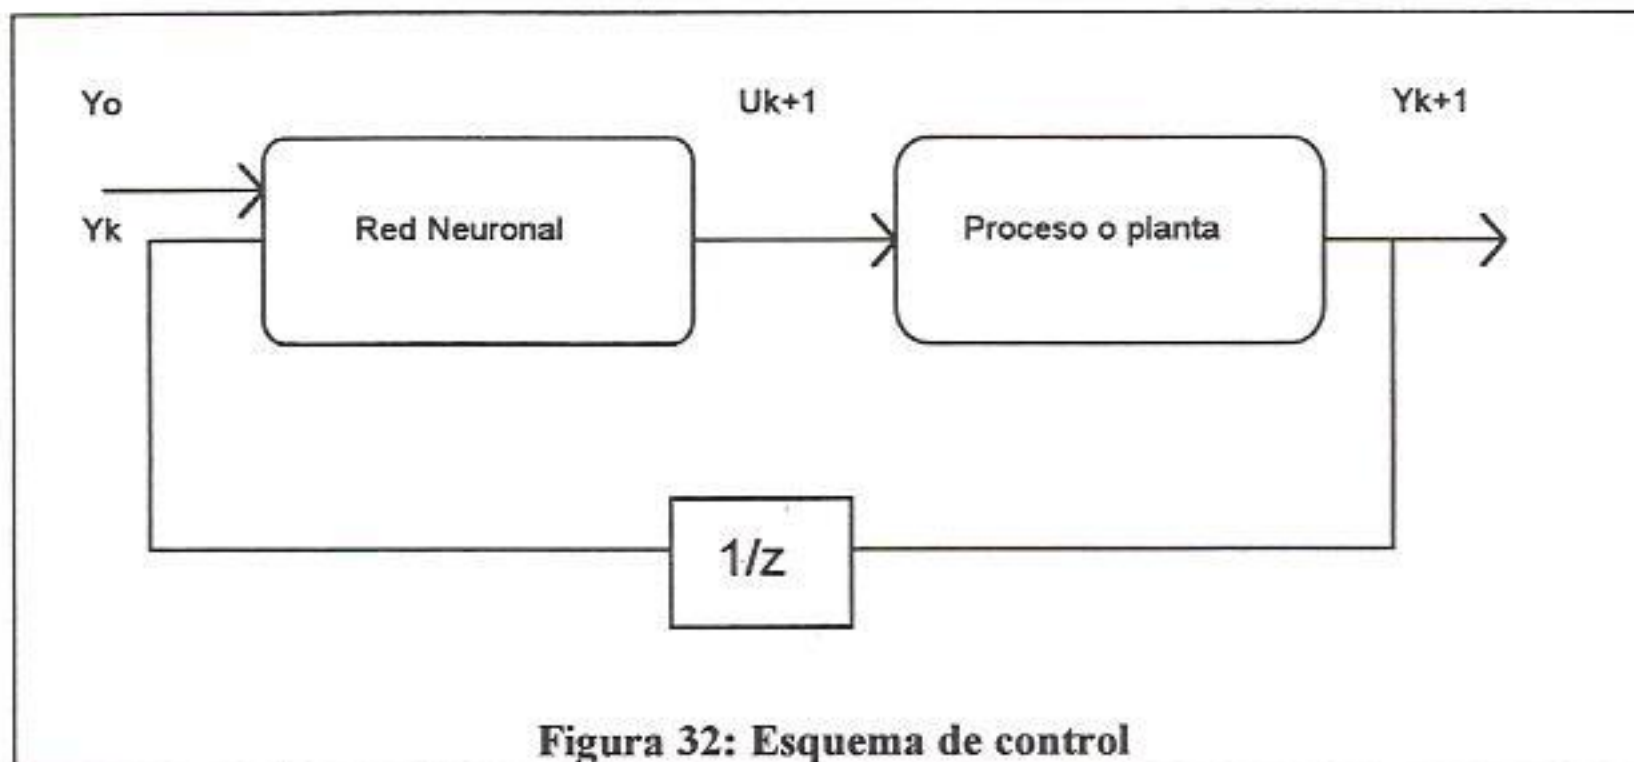 Yo
Uk+1
Yk+1
Yk
Red Neuronal
Proceso o planta
1/z
Figura 32: Esquema de control